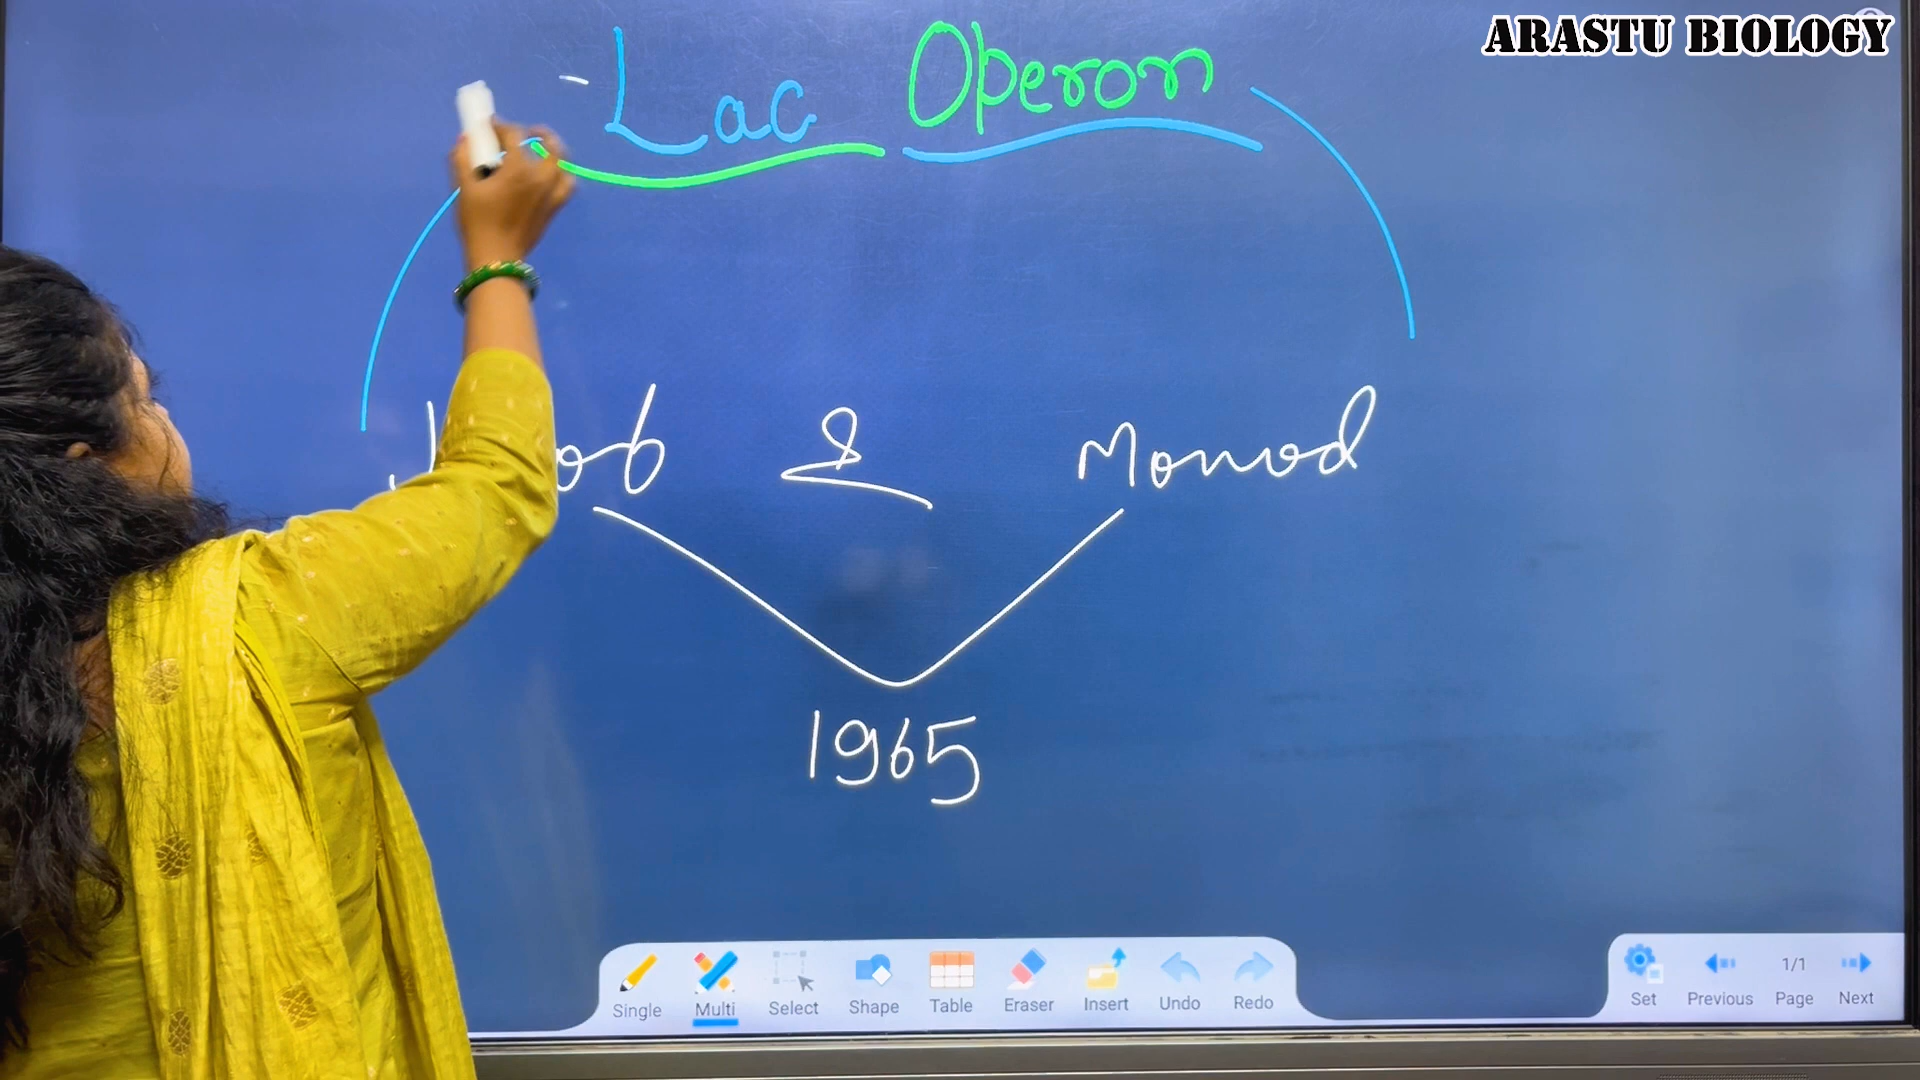 ARASTU BIOLOGY
Lac Operon
& Monod
1965
Single Multi Select Shape Table Eraser Insert Undo Redo
Set Previous 1/1 Page Next